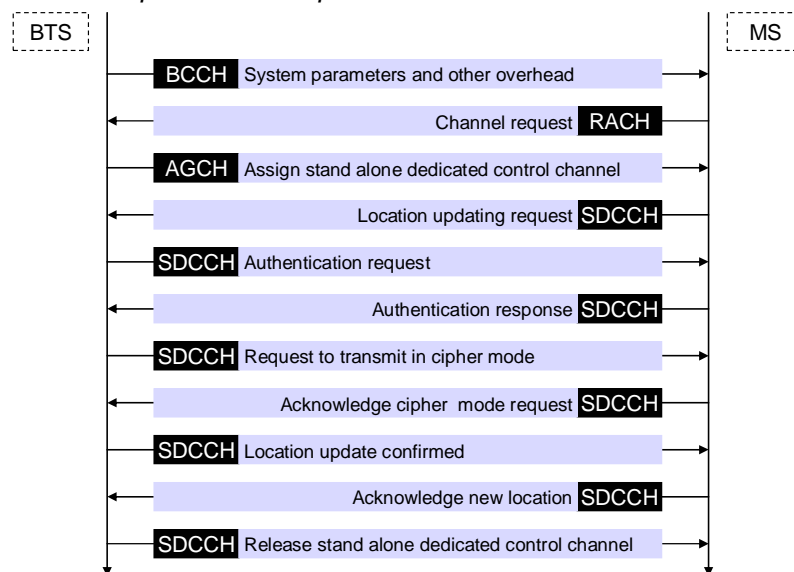 BTS
MS
BCCH System parameters and other overhead
Channel request RACH
AGCH Assign stand alone dedicated control channel
Location updating request SDCCH
SDCCH Authentication request
Authentication response SDCCH
SDCCH Request to transmit in cipher mode
Acknowledge cipher mode request SDCCH
SDCCH Location update confirmed
Acknowledge new location SDCCH
SDCCH Release stand alone dedicated control channel